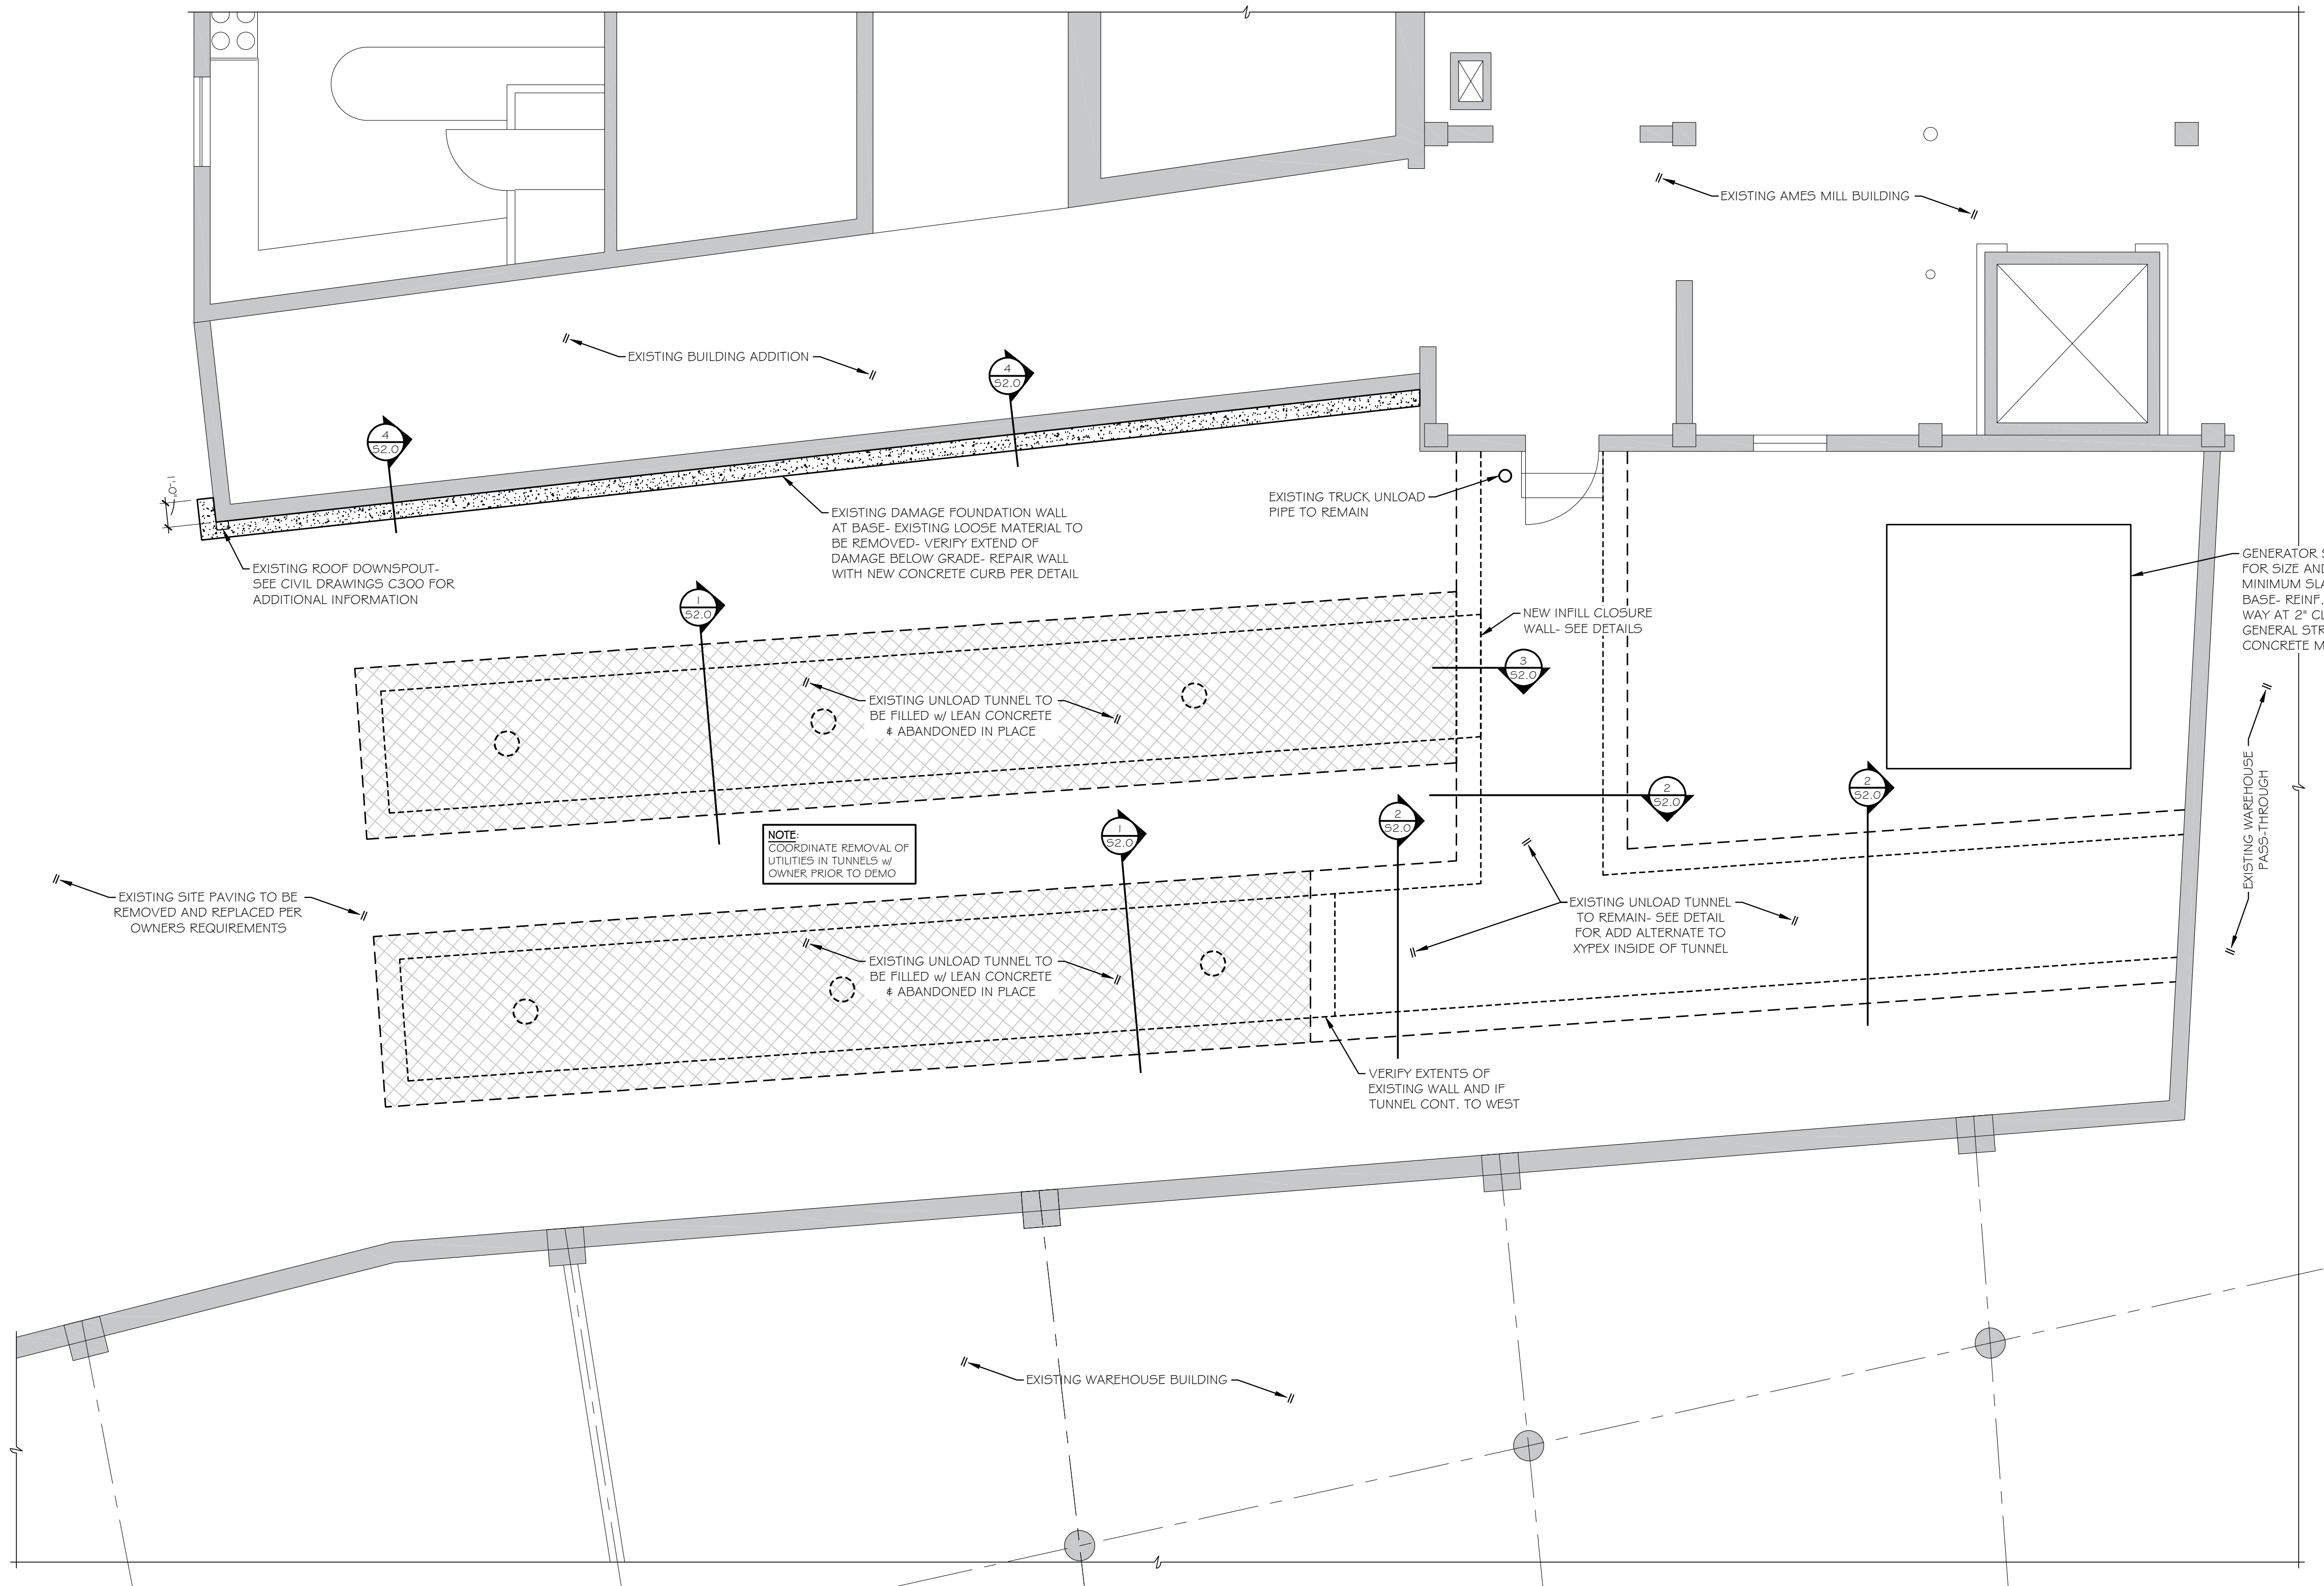 EXISTING AMES MILL BUILDING
EXISTING BUILDING ADDITION
4
S2.0
4
S2.0
1'-0"
EXISTING TRUCK UNLOAD
PIPE TO REMAIN
EXISTING DAMAGE FOUNDATION WALL
AT BASE- EXISTING LOOSE MATERIAL TO
BE REMOVED- VERIFY EXTEND OF
DAMAGE BELOW GRADE- REPAIR WALL
WITH NEW CONCRETE CURB PER DETAIL
EXISTING ROOF DOWNSPOUT-
SEE CIVIL DRAWINGS C300 FOR
ADDITIONAL INFORMATION
GENERATOR
FOR SIZE AND
MINIMUM
BASE- REINF.
WAY AT 2"
GENERAL
CONCRETE
1
S2.0
NEW INFILL CLOSURE
WALL- SEE DETAILS
3
S2.0
EXISTING UNLOAD TUNNEL TO
BE FILLED w/ LEAN CONCRETE
& ABANDONED IN PLACE
2
S2.0
2
S2.0
2
S2.0
1
S2.0
EXISTING WAREHOUSE
PASS-THROUGH
NOTE:
COORDINATE REMOVAL OF
UTILITIES IN TUNNELS w/
OWNER PRIOR TO DEMO
EXISTING SITE PAVING TO BE
REMOVED AND REPLACED PER
OWNERS REQUIREMENTS
EXISTING UNLOAD TUNNEL
TO REMAIN- SEE DETAIL
FOR ADD ALTERNATE TO
XYPEX INSIDE OF TUNNEL
EXISTING UNLOAD TUNNEL TO
BE FILLED w/ LEAN CONCRETE
& ABANDONED IN PLACE
VERIFY EXTENTS OF
EXISTING WALL AND IF
TUNNEL CONT. TO WEST
EXISTING WAREHOUSE BUILDING